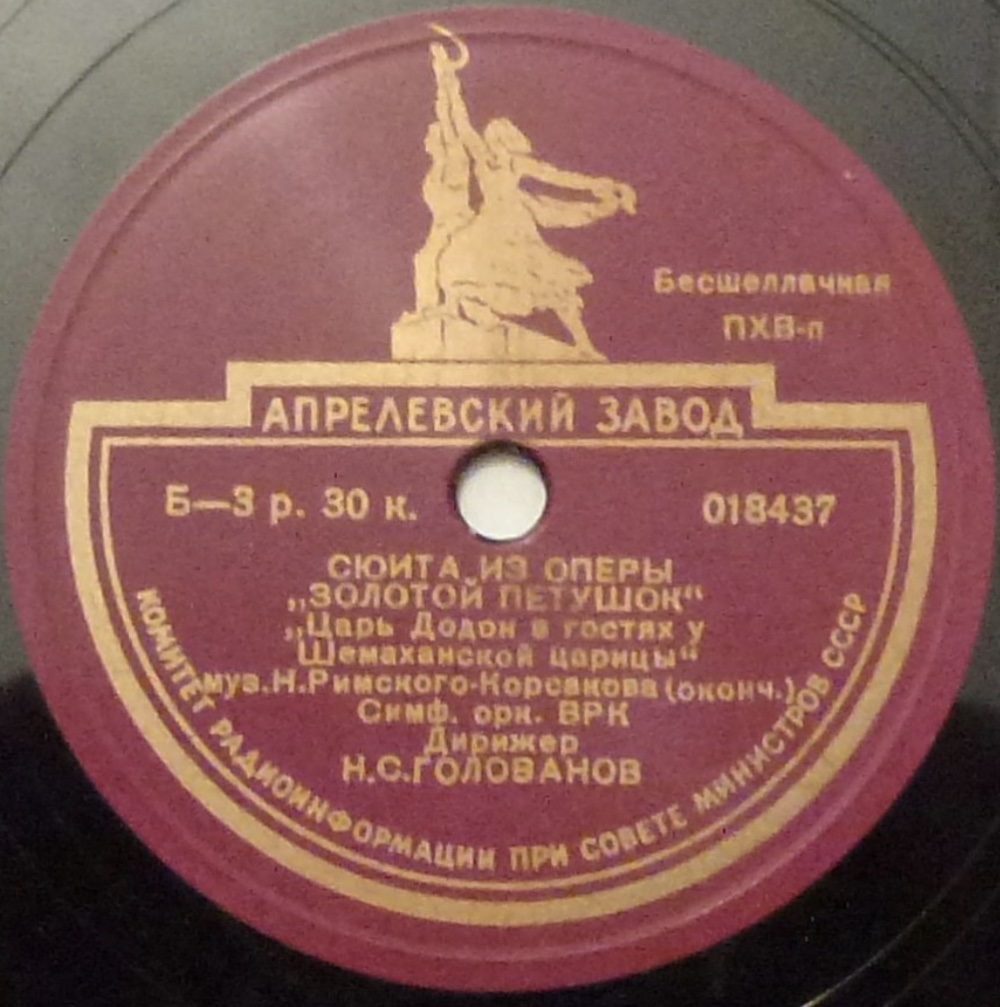 Бесшеллачная
ПХВ-п
АПРЕЛЕВСКИЙ ЗАВОД
Б—3 р. 30 к.
018437
СЮИТА ИЗ ОПЕРЫ
„ЗОЛОТОЙ ПЕТУШОК“
„Царь Додон в гостях у
Шемаханской царицы“
муз. Н. Римского-Корсакова (оконч.)
Симф. орк. ВРК
Дирижер
Н.С.ГОЛОВАНОВ
КОМИТЕТ РАДИОИНФОРМАЦИИ ПРИ СОВЕТЕ МИНИСТРОВ СССР